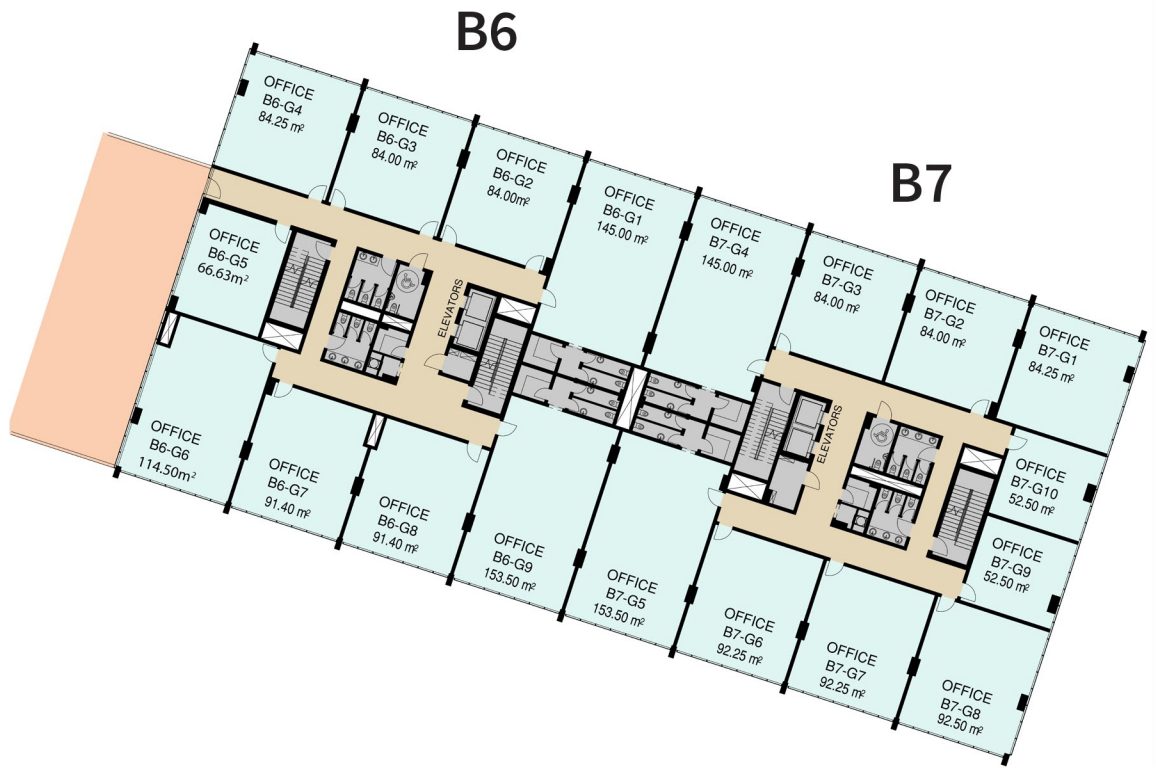 B6
B7
OFFICE
B6-G4
84.25 m²
OFFICE
B6-G3
84.00 m²
OFFICE
B6-G2
84.00m²
OFFICE
B6-G1
145.00 m²
OFFICE
B7-G4
145.00 m²
OFFICE
B7-G3
84.00 m²
OFFICE
B7-G2
84.00 m²
OFFICE
B7-G1
84.25 m²
OFFICE
B6-G5
66.63m²
ELEVATORS
ELEVATORS
OFFICE
B7-G10
52.50 m²
OFFICE
B7-G9
52.50 m²
OFFICE
B6-G6
114.50m²
OFFICE
B6-G7
91.40 m²
OFFICE
B6-G8
91.40 m²
OFFICE
B6-G9
153.50 m²
OFFICE
B7-G5
153.50 m²
OFFICE
B7-G6
92.25 m²
OFFICE
B7-G7
92.25 m²
OFFICE
B7-G8
92.50 m²